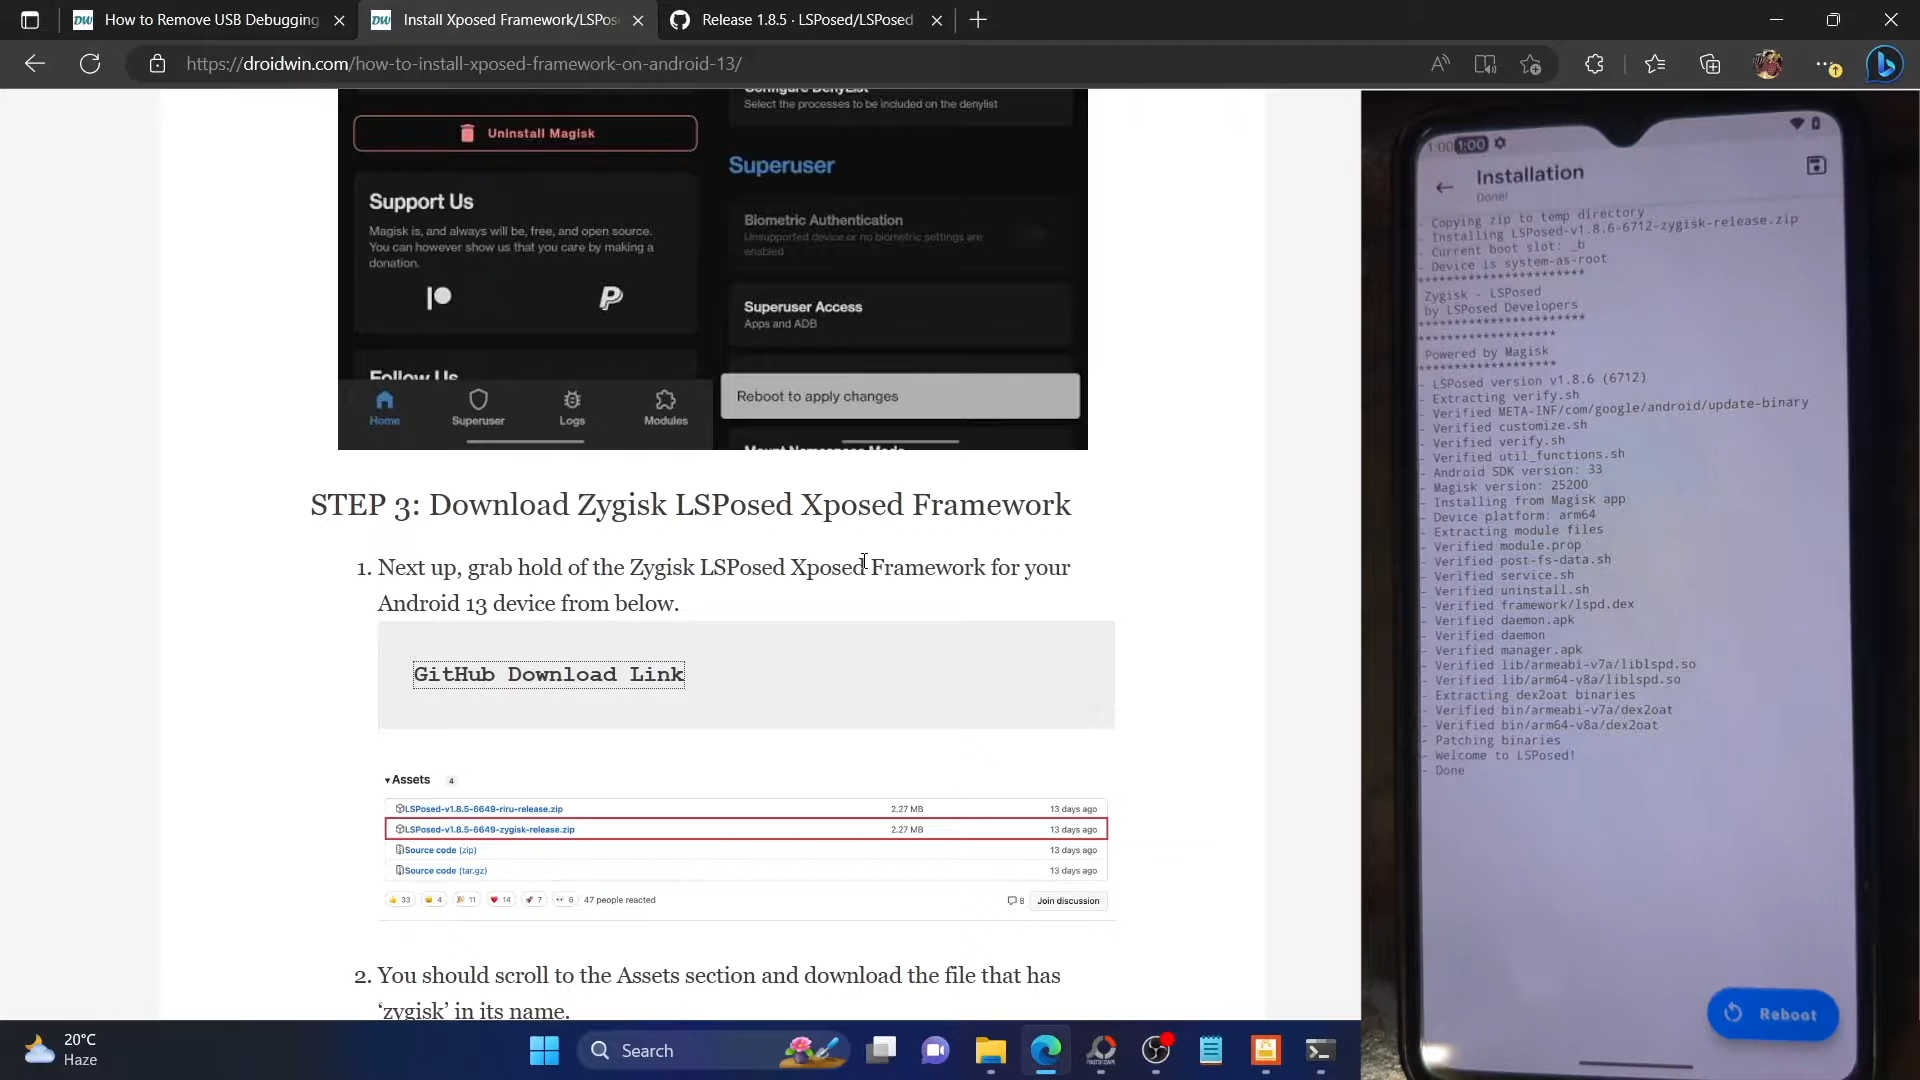 How to Remove USB Debugging
Install Xposed Framework/LSPos
Release 1.8.5 · LSPosed/LSPosed
https://droidwin.com/how-to-install-xposed-framework-on-android-13/
Uninstall Magisk
Support Us
Magisk is, and always will be, free, and open source.
You can however show us that you care by making a
donation.
Follow Us
Home
Superuser
Logs
Modules
Configure DenyList
Select the processes to be included on the denylist
Superuser
Biometric Authentication
Unsupported device or no biometric settings are
enabled
Superuser Access
Apps and ADB
Reboot to apply changes
Mount Namespace Mode
STEP 3: Download Zygisk LSPosed Xposed Framework
1. Next up, grab hold of the Zygisk LSPosed Xposed Framework for your
Android 13 device from below.
GitHub Download Link
Assets 4
LSPosed-v1.8.5-6649-riru-release.zip 2.27 MB 13 days ago
LSPosed-v1.8.5-6649-zygisk-release.zip 2.27 MB 13 days ago
Source code (zip) 13 days ago
Source code (tar.gz) 13 days ago
33 4 11 14 7 6 47 people reacted 8 Join discussion
2. You should scroll to the Assets section and download the file that has
‘zygisk’ in its name.
1:00 1:00
Installation
Done!
- Copying zip to temp directory
- Installing LSPosed-v1.8.6-6712-zygisk-release.zip
- Current boot slot: _b
- Device is system-as-root
************************
Zygisk - LSPosed
by LSPosed Developers
************************
********************
Powered by Magisk
********************
- LSPosed version v1.8.6 (6712)
- Extracting verify.sh
- Verified META-INF/com/google/android/update-binary
- Verified customize.sh
- Verified verify.sh
- Verified util_functions.sh
- Android SDK version: 33
- Magisk version: 25200
- Installing from Magisk app
- Device platform: arm64
- Extracting module files
- Verified module.prop
- Verified post-fs-data.sh
- Verified service.sh
- Verified uninstall.sh
- Verified framework/lspd.dex
- Verified daemon.apk
- Verified daemon
- Verified manager.apk
- Verified lib/armeabi-v7a/liblspd.so
- Verified lib/arm64-v8a/liblspd.so
- Extracting dex2oat binaries
- Verified bin/armeabi-v7a/dex2oat
- Verified bin/arm64-v8a/dex2oat
- Patching binaries
- Welcome to LSPosed!
- Done
Reboot
20°C
Haze
Search